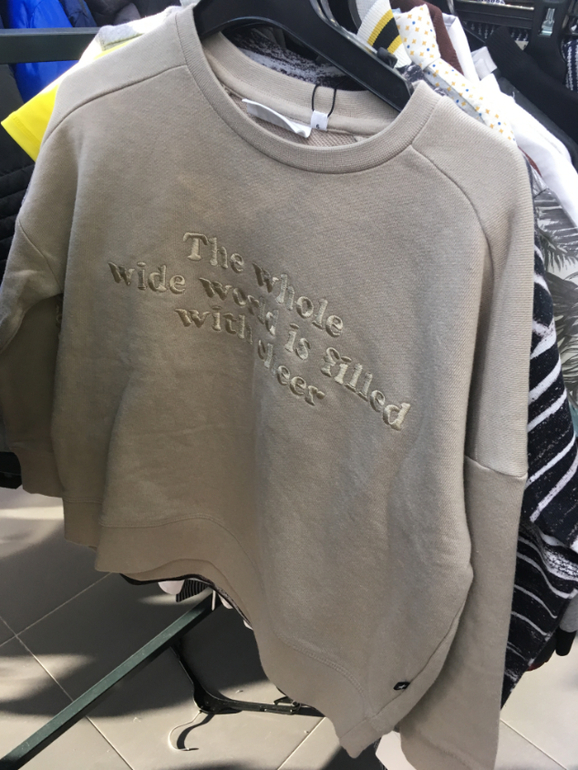 The whole
wide world is filled
with cheer